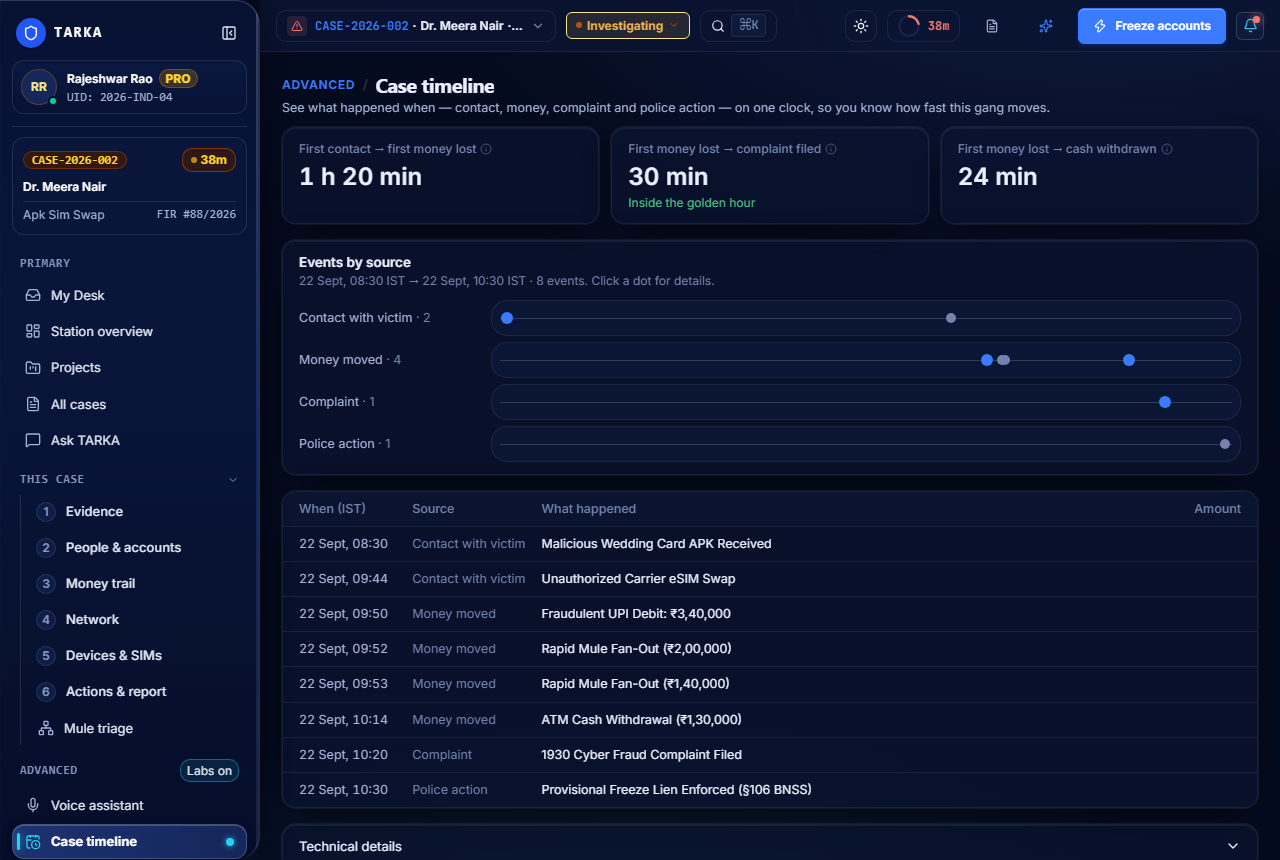 TARKA
CASE-2026-002 · Dr. Meera Nair ·...
Investigating
⌘K
38m
Freeze accounts
RR
Rajeshwar Rao PRO
UID: 2026-IND-04
CASE-2026-002
38m
Dr. Meera Nair
Apk Sim Swap FIR #88/2026
PRIMARY
My Desk
Station overview
Projects
All cases
Ask TARKA
THIS CASE
1 Evidence
2 People & accounts
3 Money trail
4 Network
5 Devices & SIMs
6 Actions & report
Mule triage
ADVANCED Labs on
Voice assistant
Case timeline
ADVANCED / Case timeline
See what happened when — contact, money, complaint and police action — on one clock, so you know how fast this gang moves.
First contact → first money lost
1 h 20 min
First money lost → complaint filed
30 min
Inside the golden hour
First money lost → cash withdrawn
24 min
Events by source
22 Sept, 08:30 IST → 22 Sept, 10:30 IST · 8 events. Click a dot for details.
Contact with victim · 2
Money moved · 4
Complaint · 1
Police action · 1
When (IST) Source What happened Amount
22 Sept, 08:30 Contact with victim Malicious Wedding Card APK Received
22 Sept, 09:44 Contact with victim Unauthorized Carrier eSIM Swap
22 Sept, 09:50 Money moved Fraudulent UPI Debit: ₹3,40,000
22 Sept, 09:52 Money moved Rapid Mule Fan-Out (₹2,00,000)
22 Sept, 09:53 Money moved Rapid Mule Fan-Out (₹1,40,000)
22 Sept, 10:14 Money moved ATM Cash Withdrawal (₹1,30,000)
22 Sept, 10:20 Complaint 1930 Cyber Fraud Complaint Filed
22 Sept, 10:30 Police action Provisional Freeze Lien Enforced (§106 BNSS)
Technical details